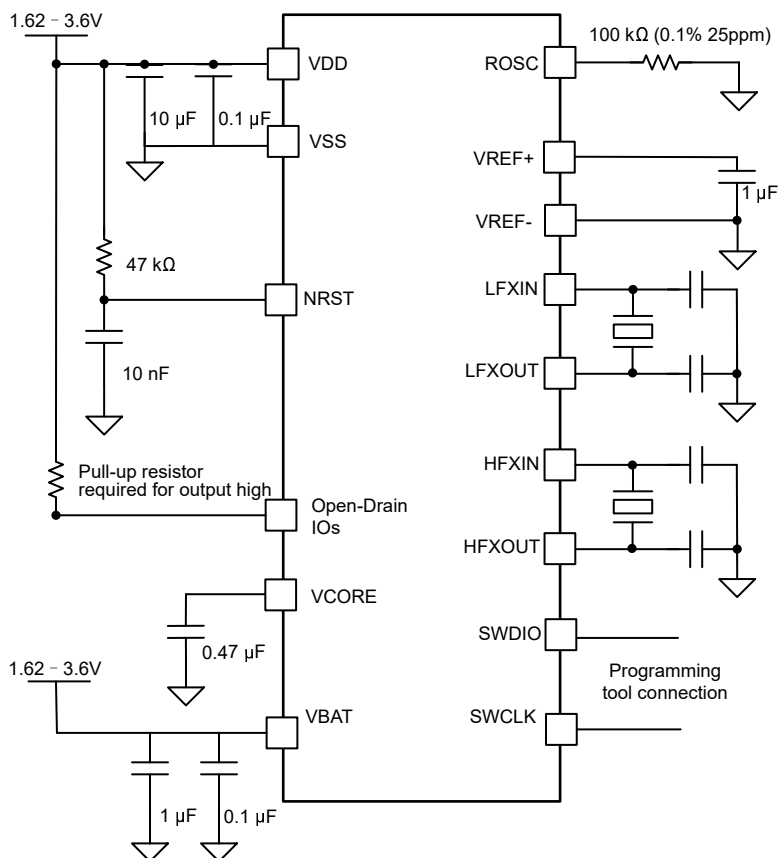 1.62 - 3.6V
VDD
10 µF
0.1 µF
VSS
47 kΩ
NRST
10 nF
Pull-up resistor
required for output high
Open-Drain
IOs
VCORE
0.47 µF
1.62 - 3.6V
VBAT
1 µF
0.1 µF
100 kΩ (0.1% 25ppm)
ROSC
VREF+
1 µF
VREF-
LFXIN
LFXOUT
HFXIN
HFXOUT
SWDIO
Programming
tool connection
SWCLK